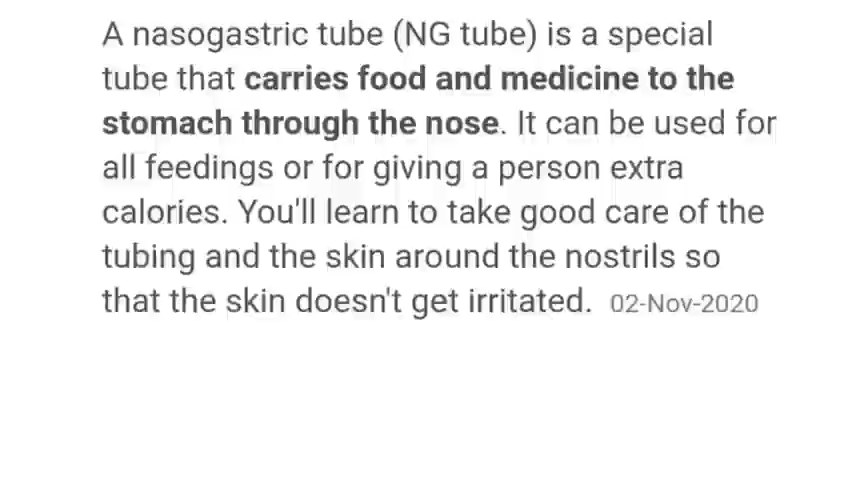 A nasogastric tube (NG tube) is a special
tube that carries food and medicine to the
stomach through the nose. It can be used for
all feedings or for giving a person extra
calories. You'll learn to take good care of the
tubing and the skin around the nostrils so
that the skin doesn't get irritated. 02-Nov-2020